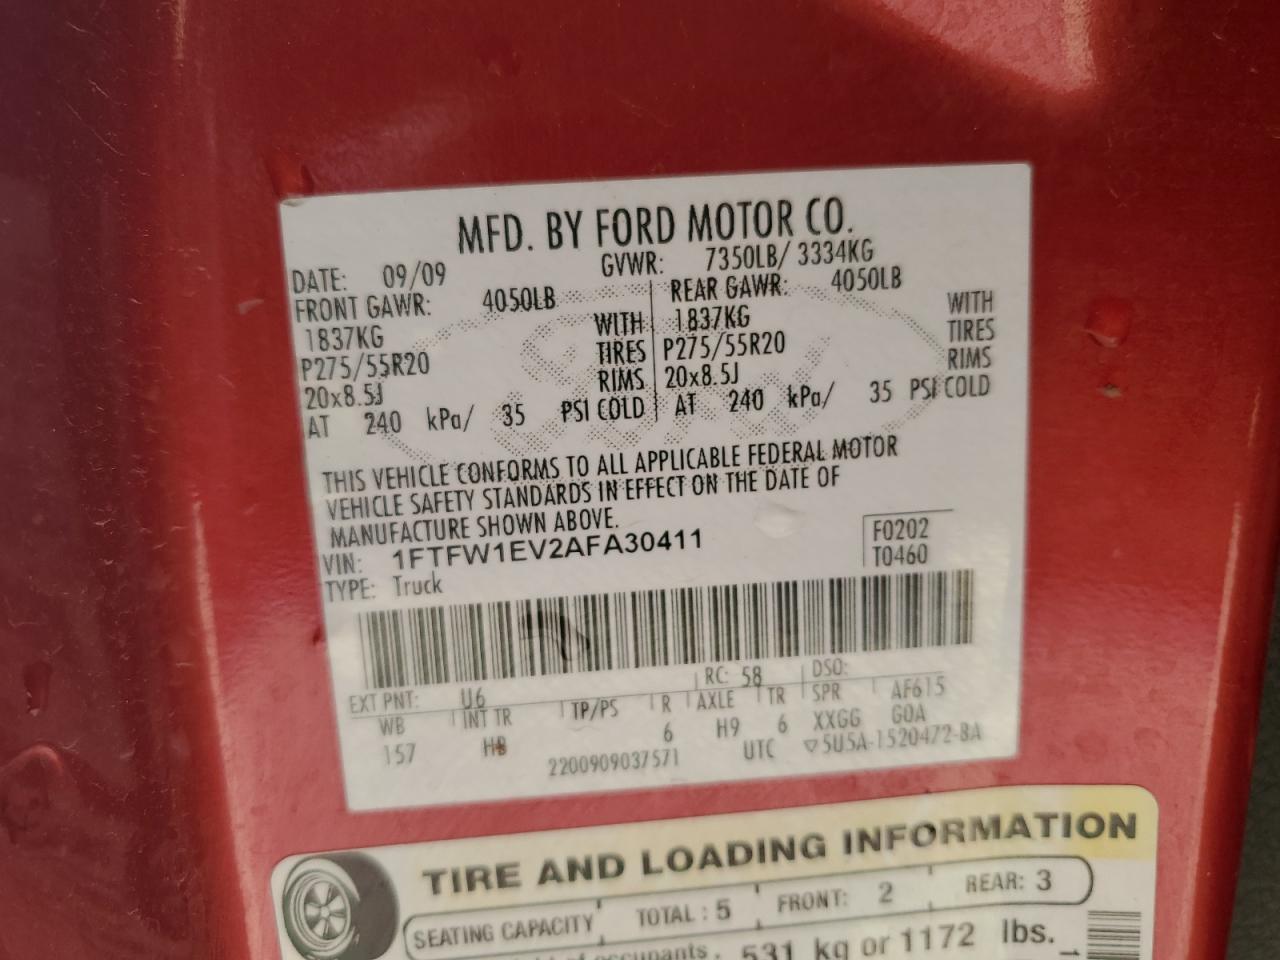 MFD. BY FORD MOTOR CO.
DATE: 09/09 GVWR: 7350LB/ 3334KG
FRONT GAWR: 4050LB REAR GAWR: 4050LB
1837KG WITH 1837KG WITH
P275/55R20 TIRES P275/55R20 TIRES
20x8.5J RIMS 20x8.5J RIMS
AT 240 kPa/ 35 PSI COLD AT 240 kPa/ 35 PSI COLD
THIS VEHICLE CONFORMS TO ALL APPLICABLE FEDERAL MOTOR
VEHICLE SAFETY STANDARDS IN EFFECT ON THE DATE OF
MANUFACTURE SHOWN ABOVE.
VIN: 1FTFW1EV2AFA30411 F0202
TYPE: Truck T0460
EXT PNT: U6 RC: 58 DSO:
WB INT TR TP/PS R AXLE TR SPR AF615
157 6 H9 6 XXGG GOA
2200909037571 UTC ▽5U5A-1520472-BA
TIRE AND LOADING INFORMATION
SEATING CAPACITY TOTAL : 5 FRONT: 2 REAR: 3
occupants 531 kg or 1172 lbs.